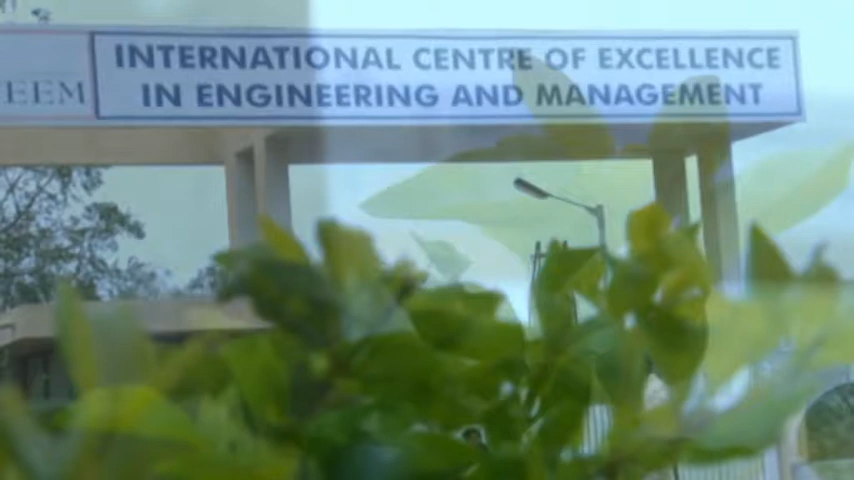 INTERNATIONAL CENTRE OF EXCELLENCE
IN ENGINEERING AND MANAGEMENT
EEM